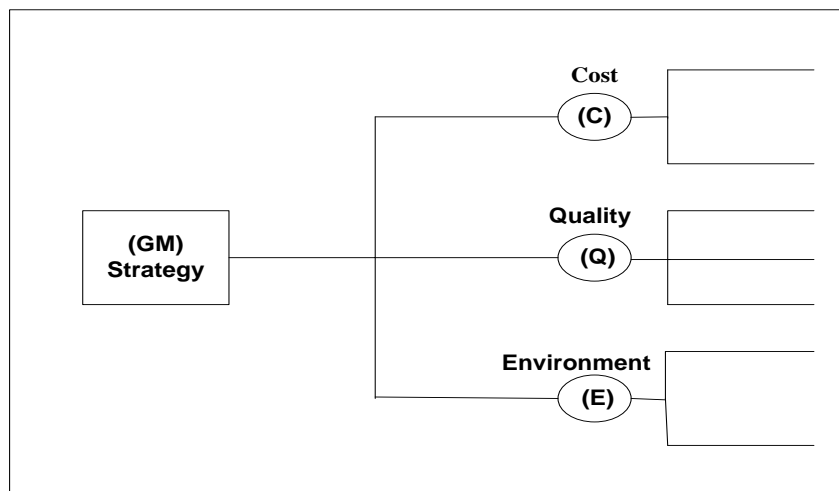 Cost
(C)
(GM)
Strategy
Quality
(Q)
Environment
(E)